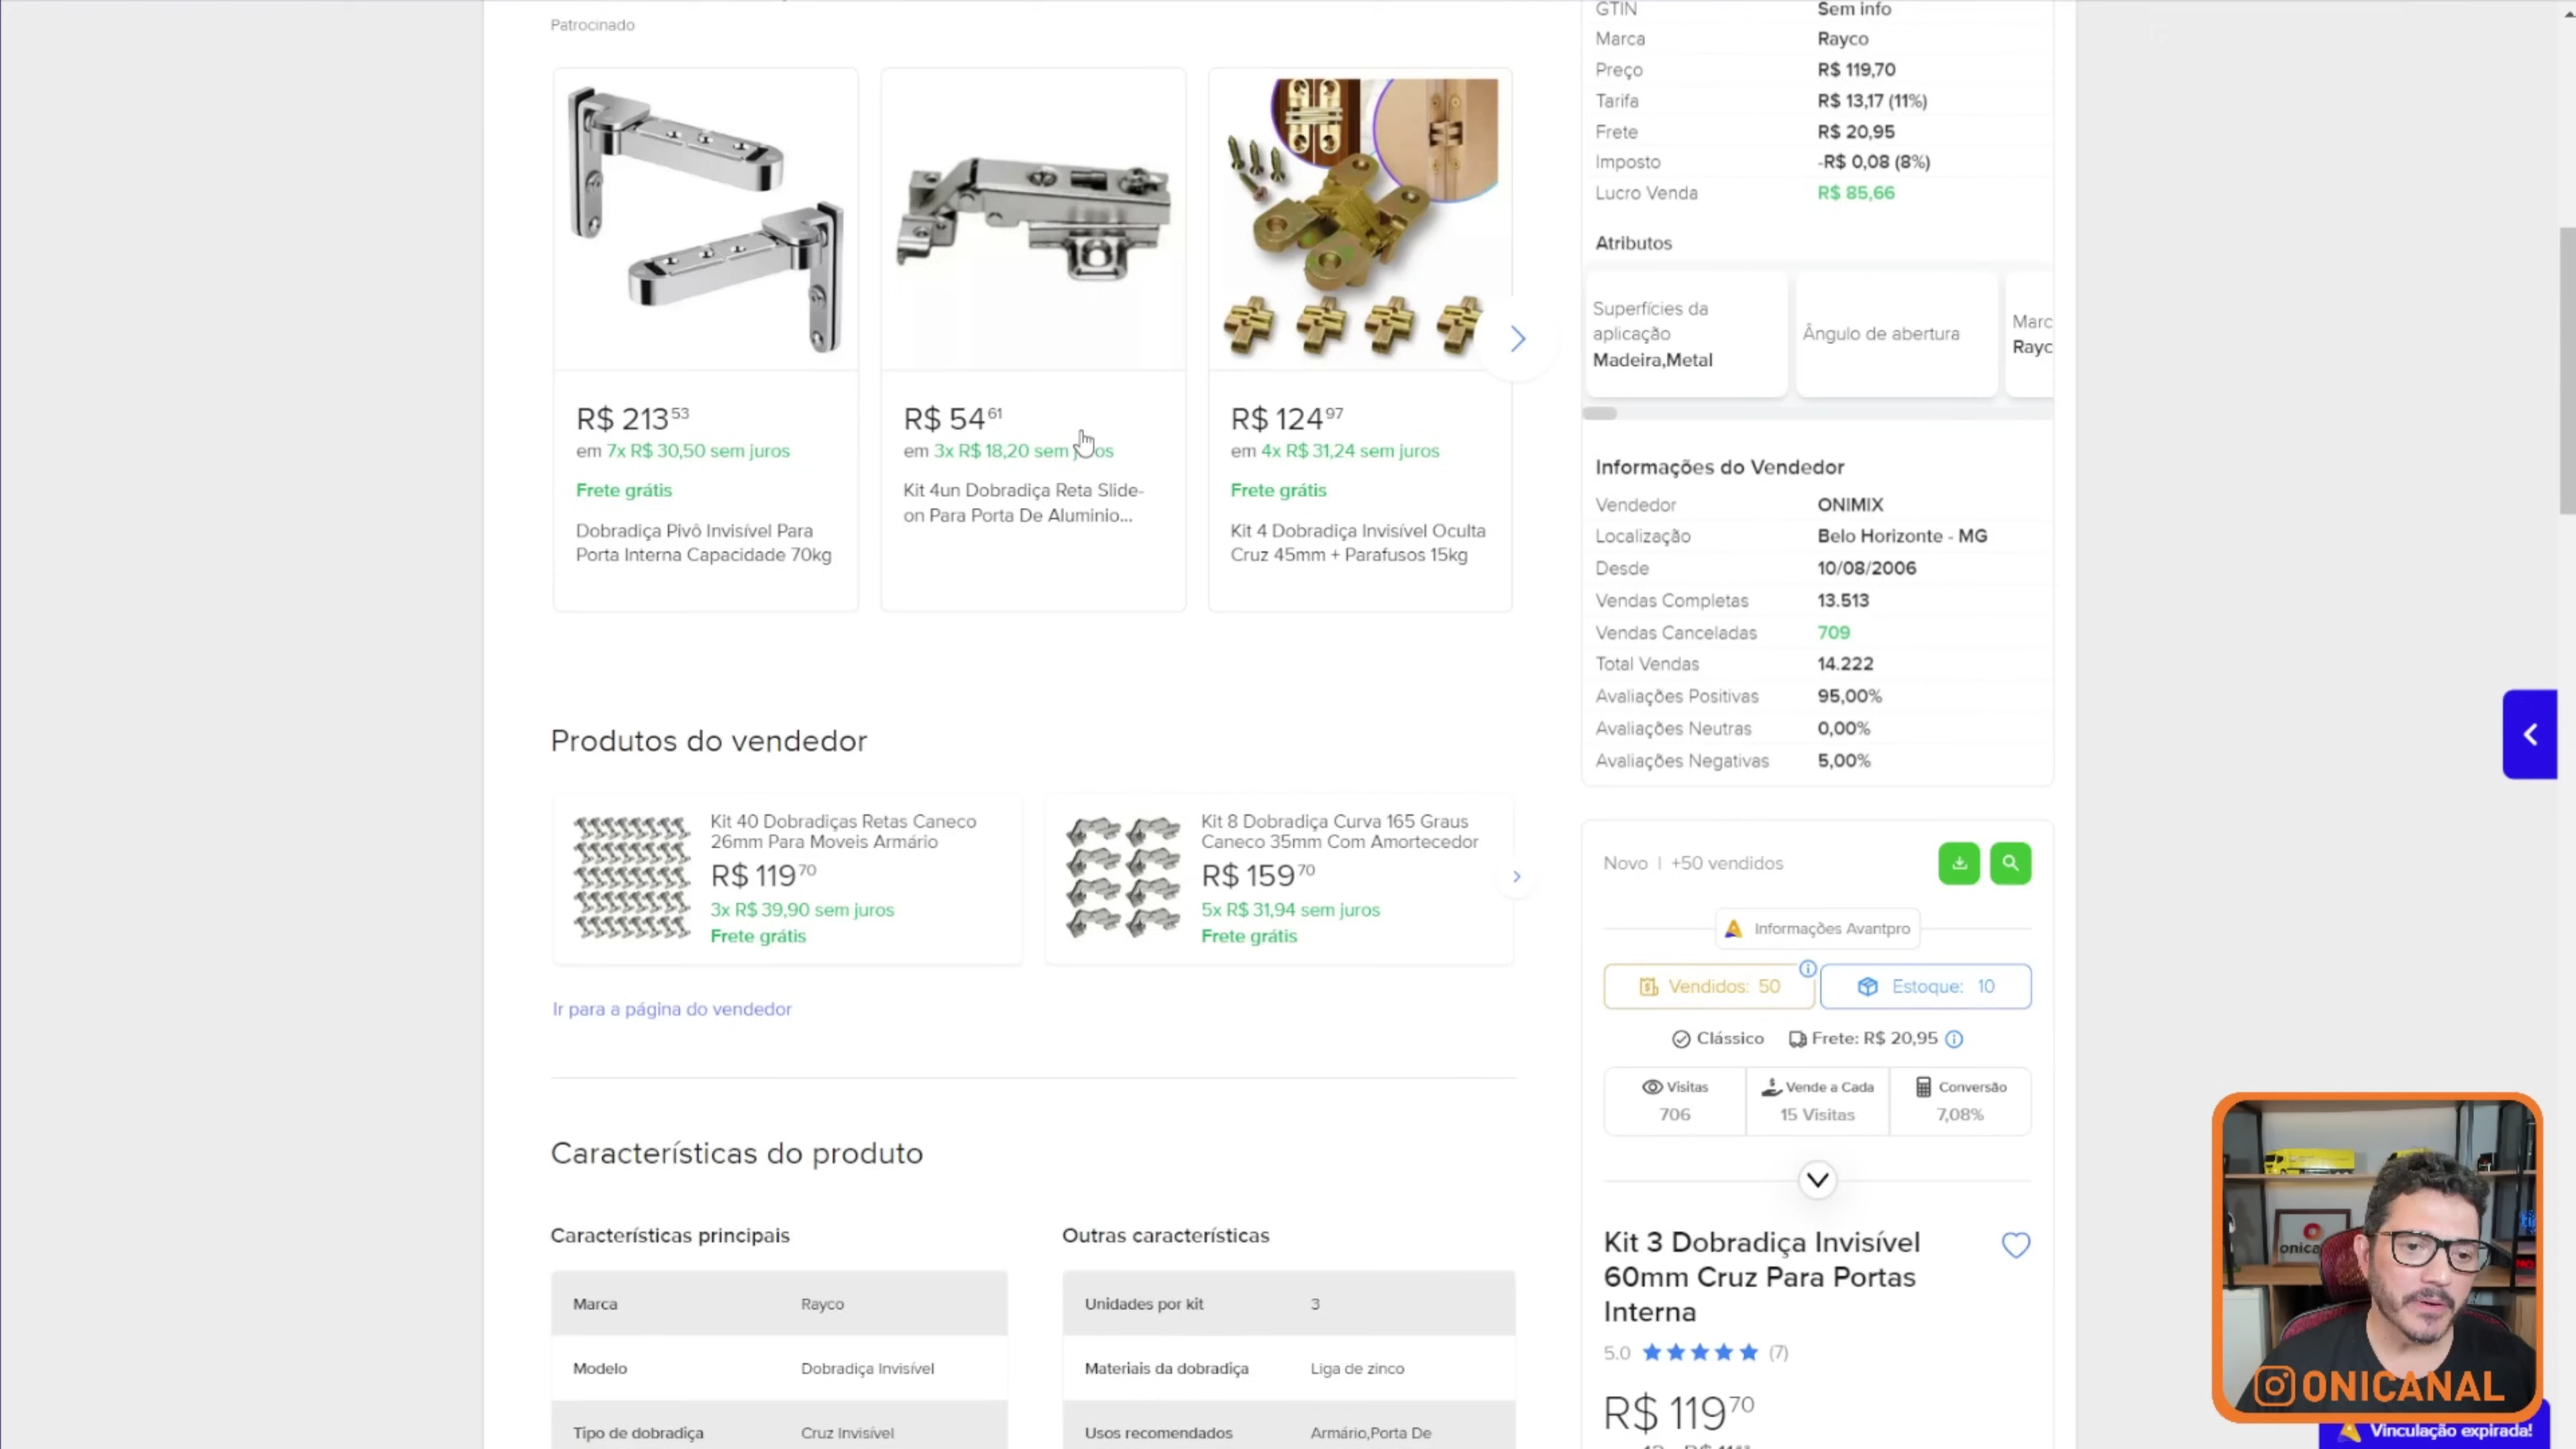 Patrocinado
R$ 213 53
em 7x R$ 30,50 sem juros
Frete grátis
Dobradiça Pivô Invisível Para
Porta Interna Capacidade 70kg
R$ 54 61
em 3x R$ 18,20 sem juros
Kit 4un Dobradiça Reta Slide-
on Para Porta De Aluminio...
R$ 124 97
em 4x R$ 31,24 sem juros
Frete grátis
Kit 4 Dobradiça Invisível Oculta
Cruz 45mm + Parafusos 15kg
Produtos do vendedor
Kit 40 Dobradiças Retas Caneco
26mm Para Moveis Armário
R$ 119 70
3x R$ 39,90 sem juros
Frete grátis
Kit 8 Dobradiça Curva 165 Graus
Caneco 35mm Com Amortecedor
R$ 159 70
5x R$ 31,94 sem juros
Frete grátis
Ir para a página do vendedor
Características do produto
Características principais
Marca Rayco
Modelo Dobradiça Invisível
Tipo de dobradiça Cruz Invisível
Outras características
Unidades por kit 3
Materiais da dobradiça Liga de zinco
Usos recomendados Armário,Porta De
GTIN Sem info
Marca Rayco
Preço R$ 119,70
Tarifa R$ 13,17 (11%)
Frete R$ 20,95
Imposto -R$ 0,08 (8%)
Lucro Venda R$ 85,66
Atributos
Superfícies da
aplicação
Madeira,Metal
Ângulo de abertura
Marc
Rayc
Informações do Vendedor
Vendedor ONIMIX
Localização Belo Horizonte - MG
Desde 10/08/2006
Vendas Completas 13.513
Vendas Canceladas 709
Total Vendas 14.222
Avaliações Positivas 95,00%
Avaliações Neutras 0,00%
Avaliações Negativas 5,00%
Novo | +50 vendidos
Informações Avantpro
Vendidos: 50
Estoque: 10
Clássico Frete: R$ 20,95
Visitas
706
Vende a Cada
15 Visitas
Conversão
7,08%
Kit 3 Dobradiça Invisível
60mm Cruz Para Portas
Interna
5.0 (7)
R$ 119 70
onica
ONICANAL
Vinculação expirada!